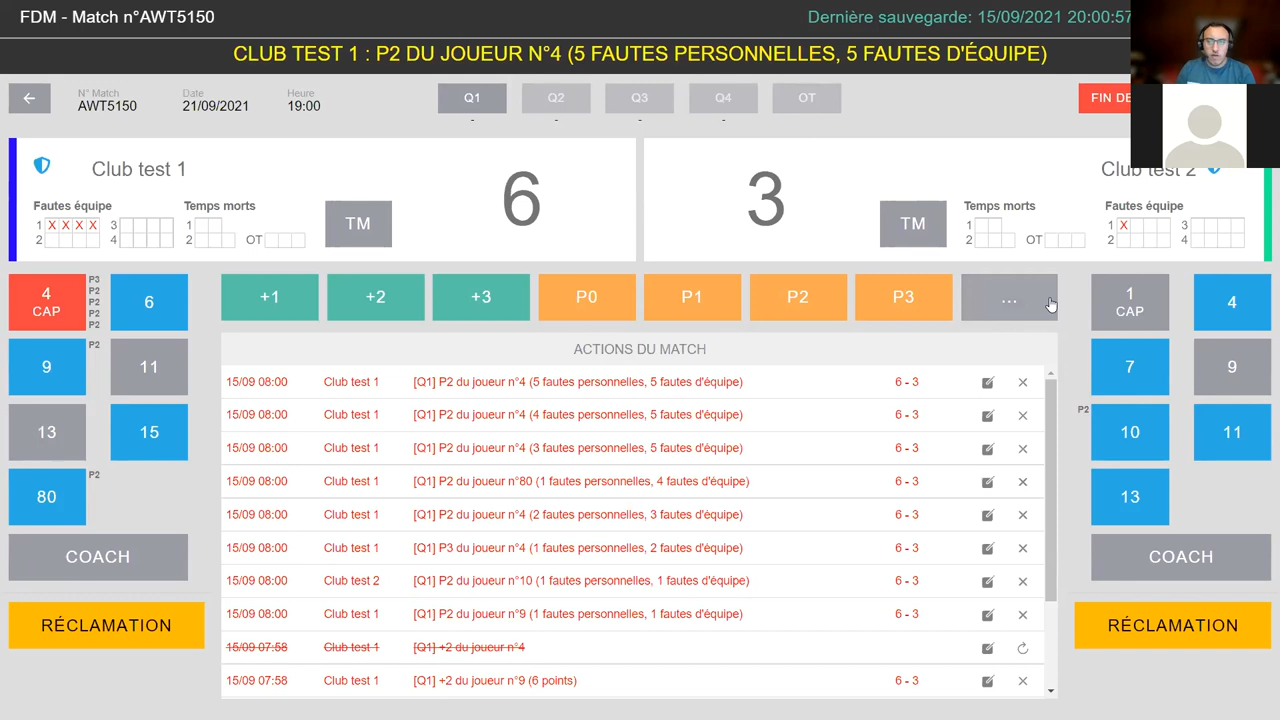 FDM - Match n°AWT5150
Dernière sauvegarde: 15/09/2021 20:00:57
CLUB TEST 1 : P2 DU JOUEUR N°4 (5 FAUTES PERSONNELLES, 5 FAUTES D'ÉQUIPE)
N° Match
AWT5150
Date
21/09/2021
Heure
19:00
Q1
Q2
Q3
Q4
OT
-
-
-
-
FIN DE
Club test 1
6
3
Club test 2
Fautes équipe
1 X X X X 3
2 4
Temps morts
1
2 OT
TM
TM
Temps morts
1
2 OT
Fautes équipe
1 X 3
2 4
4
CAP
P3
P2
P2
P2
P2
6
9
P2
11
13
15
80
P2
COACH
RÉCLAMATION
+1
+2
+3
P0
P1
P2
P3
...
ACTIONS DU MATCH
15/09 08:00 Club test 1 [Q1] P2 du joueur n°4 (5 fautes personnelles, 5 fautes d'équipe) 6 - 3
15/09 08:00 Club test 1 [Q1] P2 du joueur n°4 (4 fautes personnelles, 5 fautes d'équipe) 6 - 3
15/09 08:00 Club test 1 [Q1] P2 du joueur n°4 (3 fautes personnelles, 5 fautes d'équipe) 6 - 3
15/09 08:00 Club test 1 [Q1] P2 du joueur n°80 (1 fautes personnelles, 4 fautes d'équipe) 6 - 3
15/09 08:00 Club test 1 [Q1] P2 du joueur n°4 (2 fautes personnelles, 3 fautes d'équipe) 6 - 3
15/09 08:00 Club test 1 [Q1] P3 du joueur n°4 (1 fautes personnelles, 2 fautes d'équipe) 6 - 3
15/09 08:00 Club test 2 [Q1] P2 du joueur n°10 (1 fautes personnelles, 1 fautes d'équipe) 6 - 3
15/09 08:00 Club test 1 [Q1] P2 du joueur n°9 (1 fautes personnelles, 1 fautes d'équipe) 6 - 3
15/09 07:58 Club test 1 [Q1] +2 du joueur n°4
15/09 07:58 Club test 1 [Q1] +2 du joueur n°9 (6 points) 6 - 3
1
CAP
4
7
9
P2
10
11
13
COACH
RÉCLAMATION